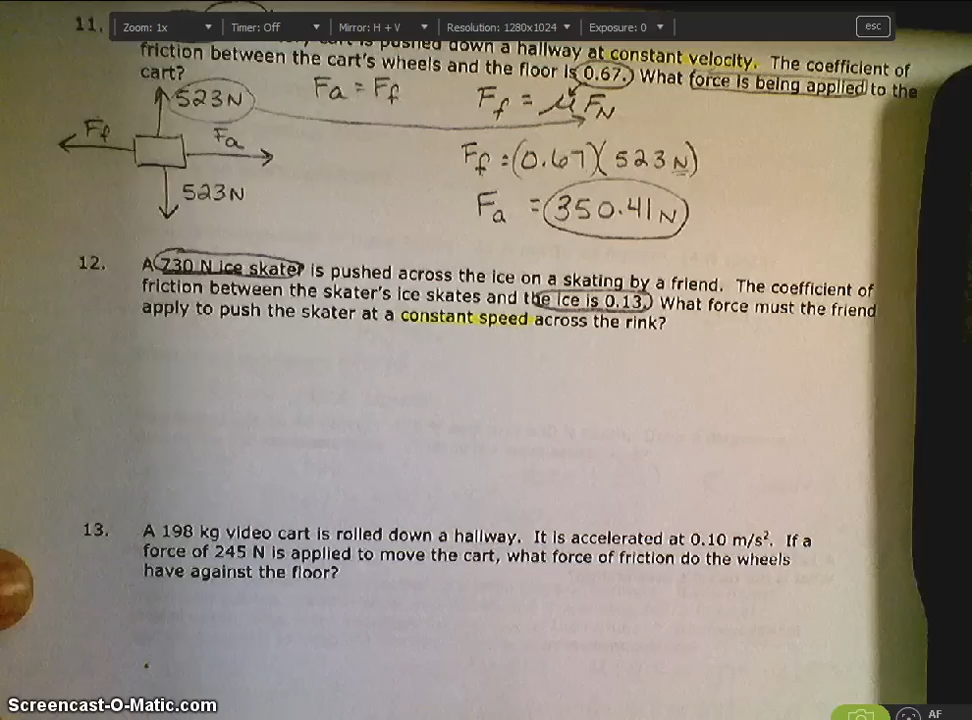 Zoom: 1x Timer: Off Mirror: H + V Resolution: 1280x1024 Exposure: 0 esc
11. is pushed down a hallway at constant velocity. The coefficient of
friction between the cart's wheels and the floor is 0.67. What force is being applied to the
cart?
523N Fa = Ff Ff = μ FN
Ff Fa
Ff = (0.67)(523N)
523N
Fa = 350.41N
12. A 730 N ice skater is pushed across the ice on a skating by a friend. The coefficient of
friction between the skater's ice skates and the ice is 0.13. What force must the friend
apply to push the skater at a constant speed across the rink?
13. A 198 kg video cart is rolled down a hallway. It is accelerated at 0.10 m/s². If a
force of 245 N is applied to move the cart, what force of friction do the wheels
have against the floor?
Screencast-O-Matic.com
AF